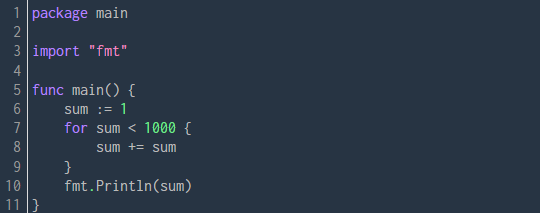 1 package main
2
3 import "fmt"
4
5 func main() {
6     sum := 1
7     for sum < 1000 {
8         sum += sum
9     }
10     fmt.Println(sum)
11 }